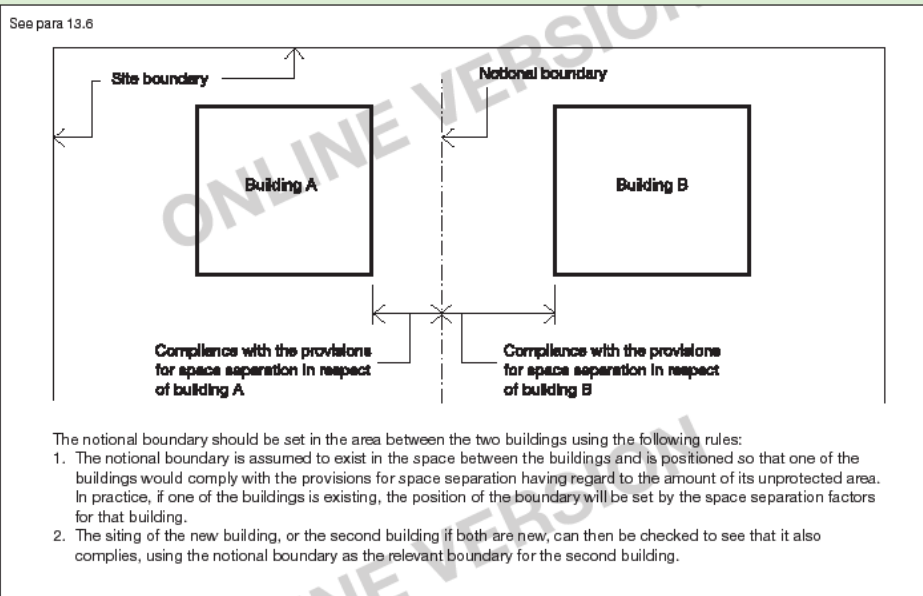 See para 13.6
ONLINE VERSION
Site boundary
Notional boundary
Building A
Building B
Compliance with the provisions
for space separation in respect
of building A
Compliance with the provisions
for space separation in respect
of building B
The notional boundary should be set in the area between the two buildings using the following rules:
1. The notional boundary is assumed to exist in the space between the buildings and is positioned so that one of the
buildings would comply with the provisions for space separation having regard to the amount of its unprotected area.
In practice, if one of the buildings is existing, the position of the boundary will be set by the space separation factors
for that building.
2. The siting of the new building, or the second building if both are new, can then be checked to see that it also
complies, using the notional boundary as the relevant boundary for the second building.
NE VERSION